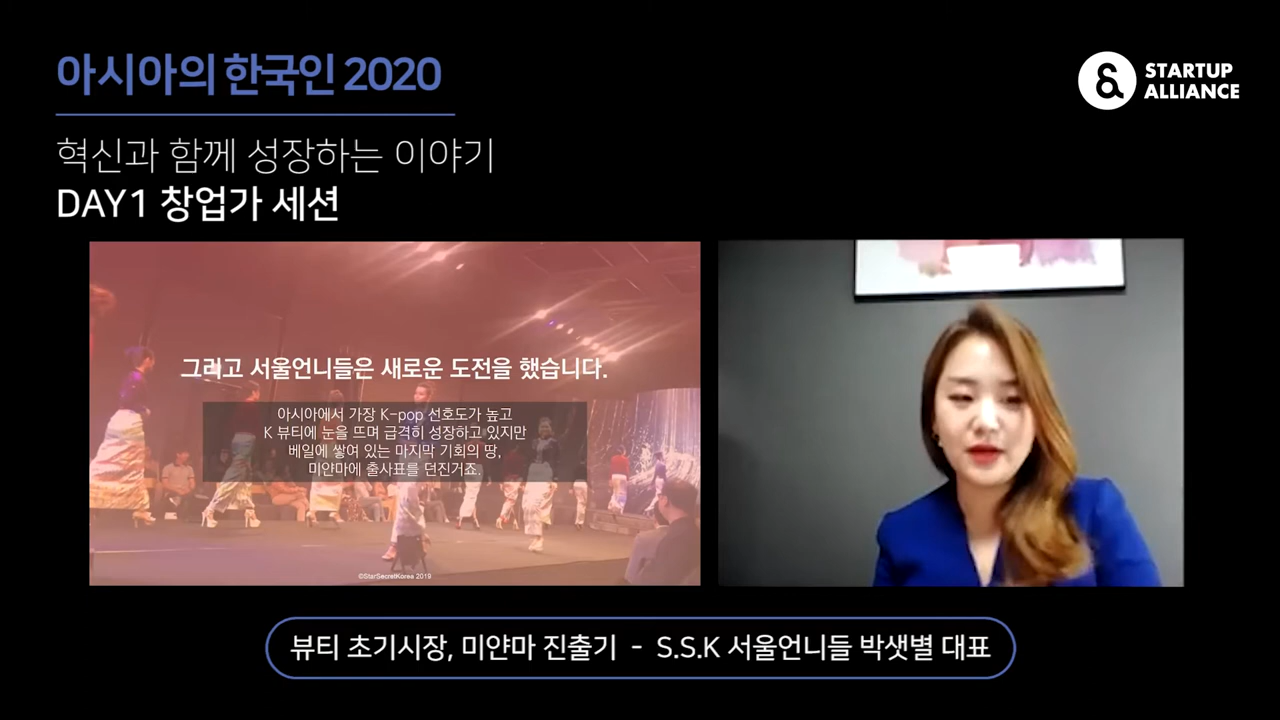 아시아의 한국인 2020
STARTUP
ALLIANCE
혁신과 함께 성장하는 이야기
DAY1 창업가 세션
그리고 서울언니들은 새로운 도전을 했습니다.
아시아에서 가장 K-pop 선호도가 높고
K 뷰티에 눈을 뜨며 급격히 성장하고 있지만
베일에 쌓여 있는 마지막 기회의 땅,
미얀마에 출사표를 던진거죠.
©StarSecretKorea 2019
뷰티 초기시장, 미얀마 진출기 - S.S.K 서울언니들 박샛별 대표